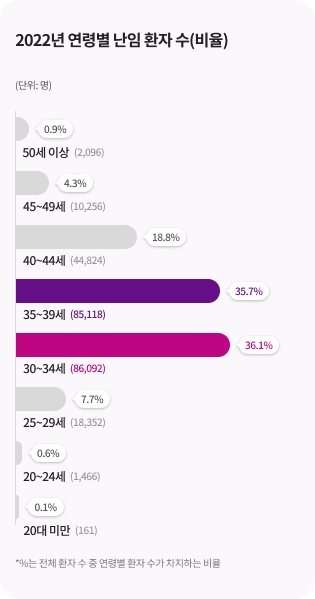 2022년 연령별 난임 환자 수(비율)
(단위: 명)
0.9%
50세 이상 (2,096)
4.3%
45~49세 (10,256)
18.8%
40~44세 (44,824)
35.7%
35~39세 (85,118)
36.1%
30~34세 (86,092)
7.7%
25~29세 (18,352)
0.6%
20~24세 (1,466)
0.1%
20대 미만 (161)
*%는 전체 환자 수 중 연령별 환자 수가 차지하는 비율